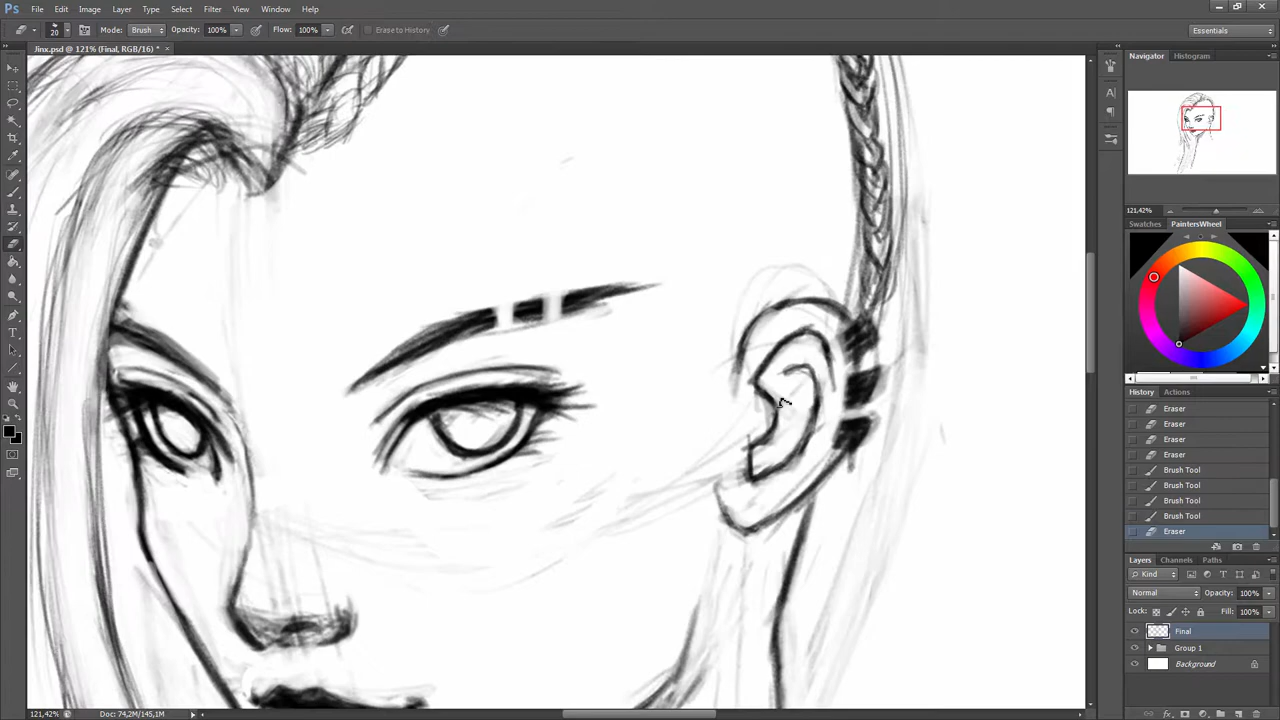 Ps File Edit Image Layer Type Select Filter View Window Help
20 Mode: Brush Opacity: 100% Flow: 100% Erase to History Essentials
Jinx.psd @ 121% (Final, RGB/16) * ×
Navigator Histogram
121,42%
Swatches PaintersWheel
History Actions
Eraser
Eraser
Eraser
Eraser
Brush Tool
Brush Tool
Brush Tool
Brush Tool
Eraser
Layers Channels Paths
Kind
Normal Opacity: 100%
Lock: Fill: 100%
Final
Group 1
Background
121,42% Doc: 74,2M/145,1M